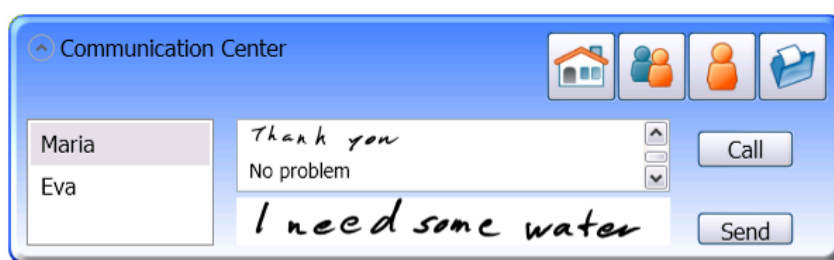 Communication Center
Maria
Eva
Thank you
No problem
Call
I need some water
Send